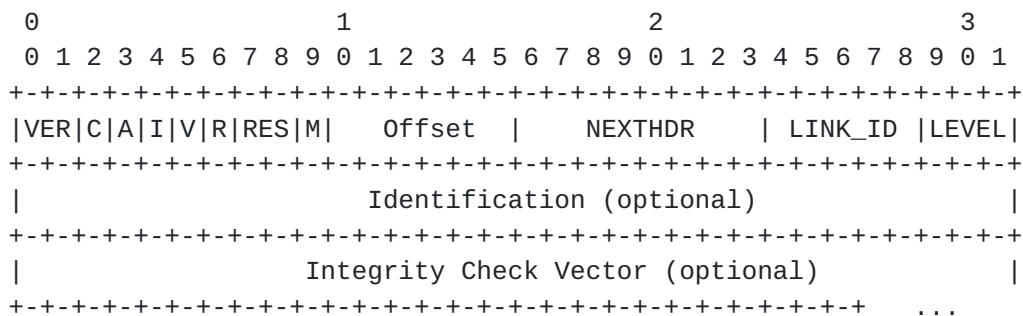 0                   1                   2                   3
 0 1 2 3 4 5 6 7 8 9 0 1 2 3 4 5 6 7 8 9 0 1 2 3 4 5 6 7 8 9 0 1
+-+-+-+-+-+-+-+-+-+-+-+-+-+-+-+-+-+-+-+-+-+-+-+-+-+-+-+-+-+-+-+-+
|VER|C|A|I|V|R|RES|M|   Offset  |    NEXTHDR    | LINK_ID |LEVEL|
+-+-+-+-+-+-+-+-+-+-+-+-+-+-+-+-+-+-+-+-+-+-+-+-+-+-+-+-+-+-+-+-+
|                      Identification (optional)                |
+-+-+-+-+-+-+-+-+-+-+-+-+-+-+-+-+-+-+-+-+-+-+-+-+-+-+-+-+-+-+-+-+
|                  Integrity Check Vector (optional)            |
+-+-+-+-+-+-+-+-+-+-+-+-+-+-+-+-+-+-+-+-+-+-+-+-+-+-+-+   ...